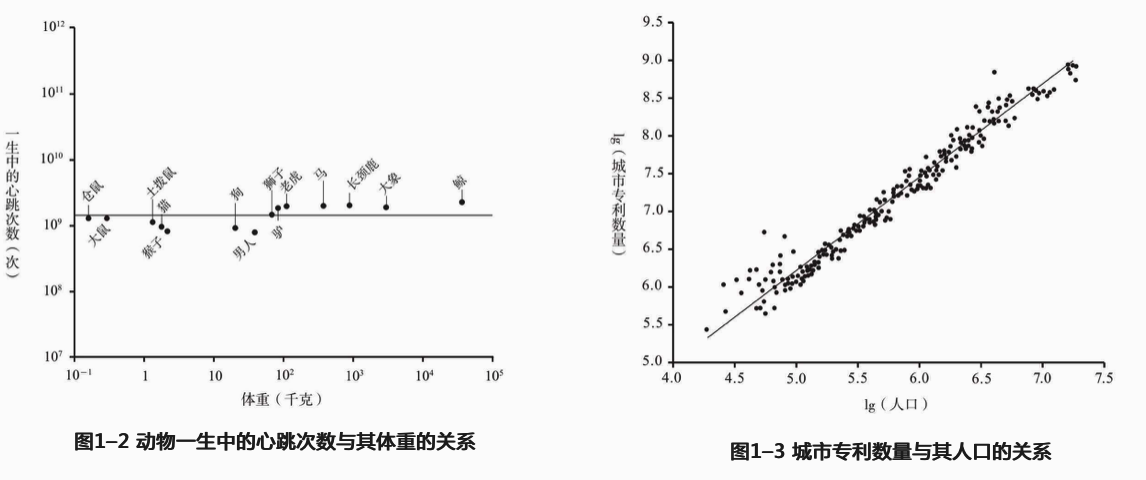 10¹²
10¹¹
10¹⁰
10⁹
10⁸
10⁷
一生中的心跳次数（次）
仓鼠
大鼠
土拨鼠
猫
猴子
狗
男人
狮子
驴
老虎
马
长颈鹿
大象
鲸
10⁻¹
1
10
10²
10³
10⁴
10⁵
体重（千克）
图1–2 动物一生中的心跳次数与其体重的关系
9.5
9.0
8.5
8.0
7.5
7.0
6.5
6.0
5.5
5.0
lg（城市专利数量）
4.0
4.5
5.0
5.5
6.0
6.5
7.0
7.5
lg（人口）
图1–3 城市专利数量与其人口的关系